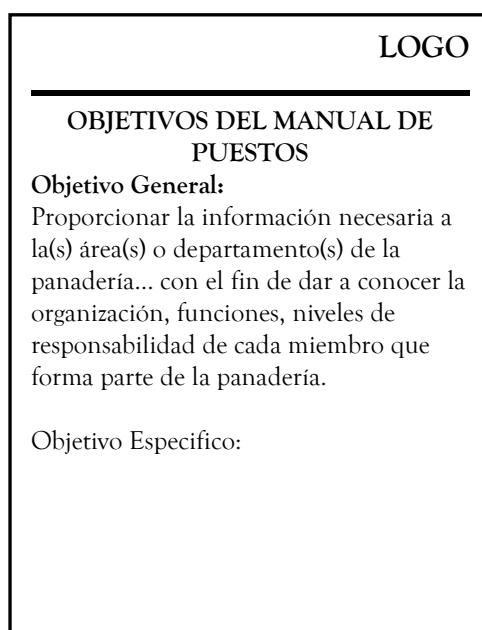 LOGO
OBJETIVOS DEL MANUAL DE
PUESTOS
Objetivo General:
Proporcionar la información necesaria a
la(s) área(s) o departamento(s) de la
panadería... con el fin de dar a conocer la
organización, funciones, niveles de
responsabilidad de cada miembro que
forma parte de la panadería.
Objetivo Especifico: